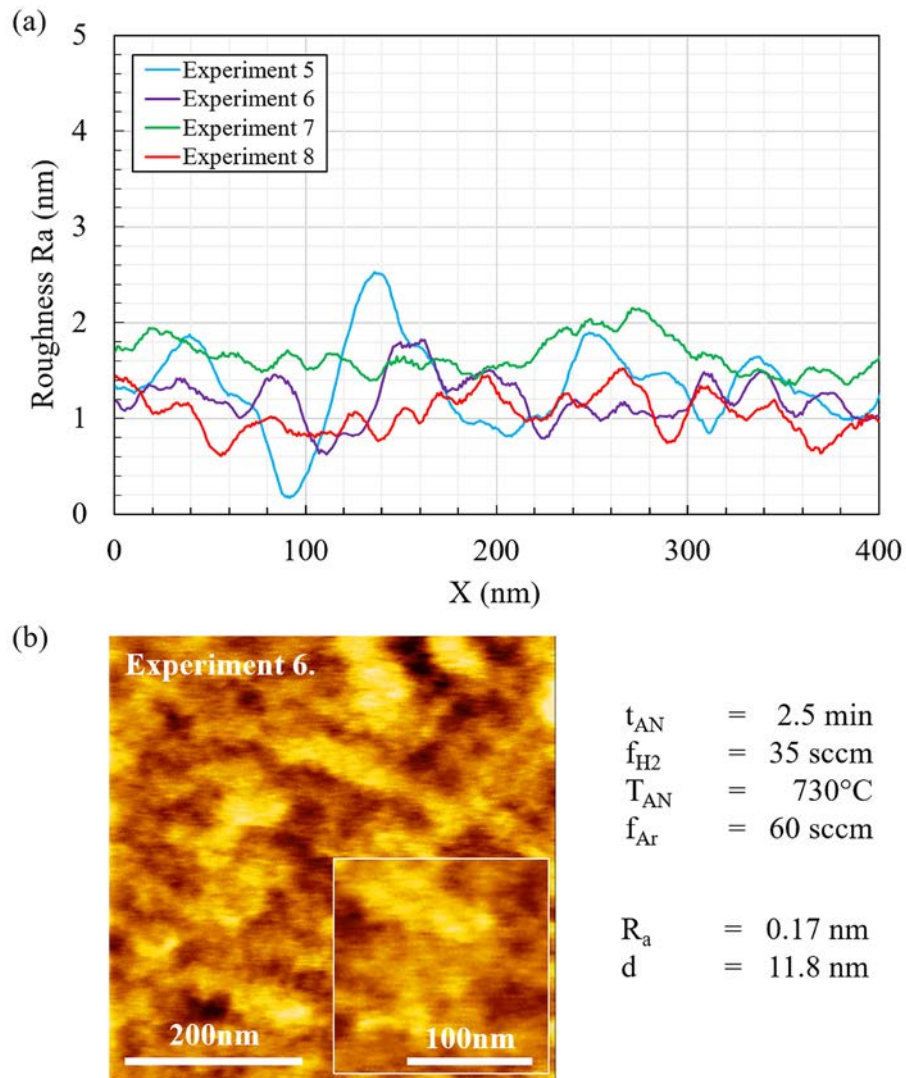 (a)
5
4
3
2
1
0
Roughness Ra (nm)
Experiment 5
Experiment 6
Experiment 7
Experiment 8
0 100 200 300 400
X (nm)
(b)
Experiment 6.
200nm
100nm
t_AN = 2.5 min
f_H2 = 35 sccm
T_AN = 730°C
f_Ar = 60 sccm
R_a = 0.17 nm
d = 11.8 nm